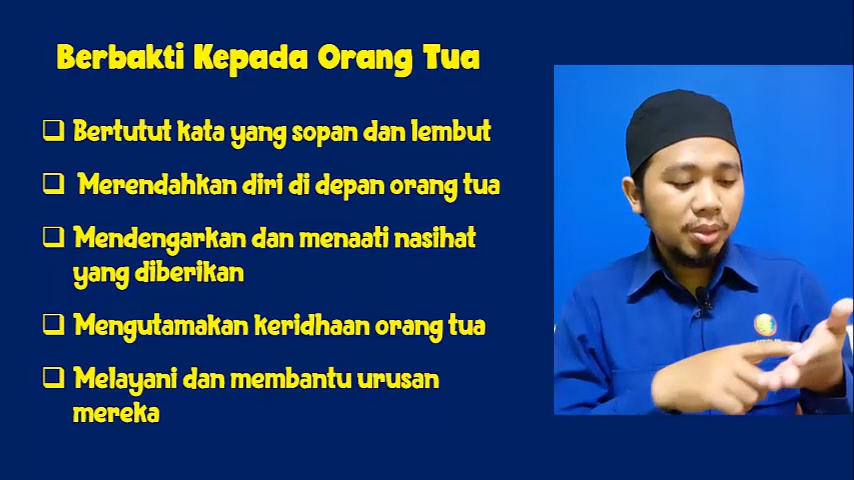 Berbakti Kepada Orang Tua
Bertutut kata yang sopan dan lembut
Merendahkan diri di depan orang tua
Mendengarkan dan menaati nasihat
yang diberikan
Mengutamakan keridhaan orang tua
Melayani dan membantu urusan
mereka